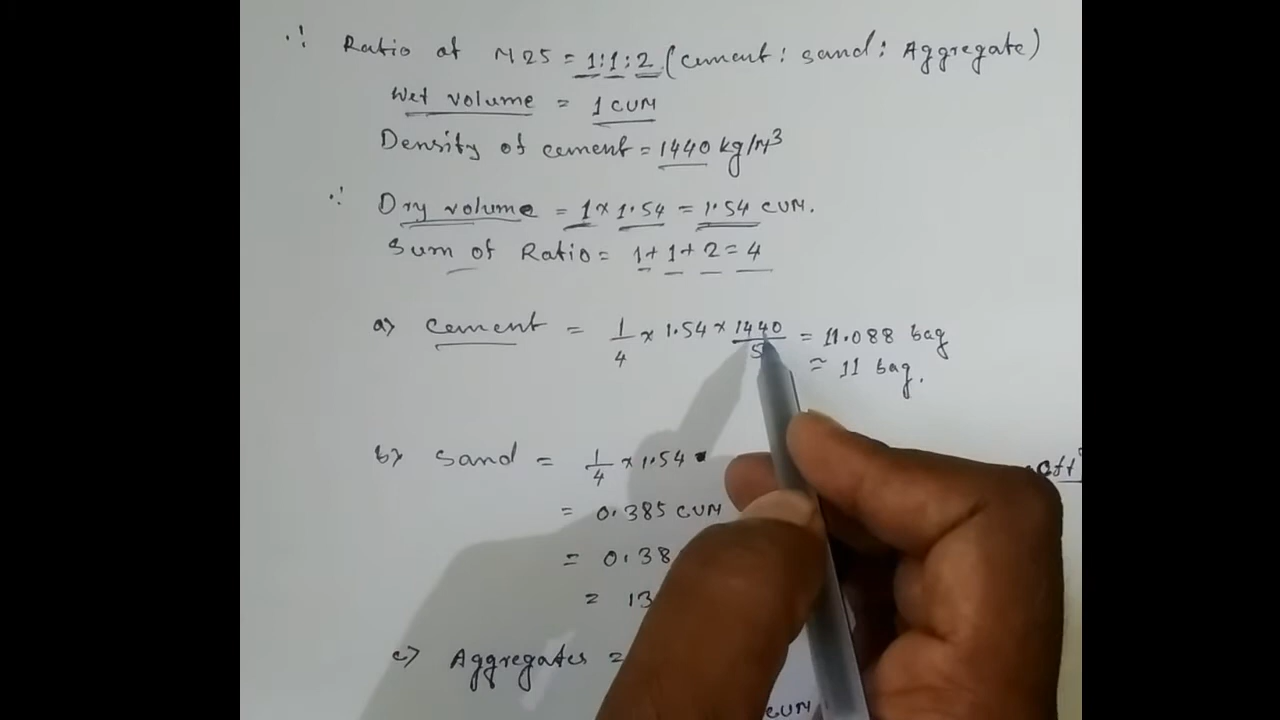 ∴ Ratio of M25 = 1:1:2 (cement: sand: Aggregate)
Wet volume = 1 CUM
Density of cement = 1440 kg/M³
∴ Dry volume = 1 × 1.54 = 1.54 CUM.
Sum of Ratio = 1+1+2=4
a) cement = 1/4 × 1.54 × 1440/5 = 11.088 bag
≈ 11 bag.
b) sand = 1/4 × 1.54
= 0.385 CUM
= 0.38
= 13
c) Aggregates =
CUM